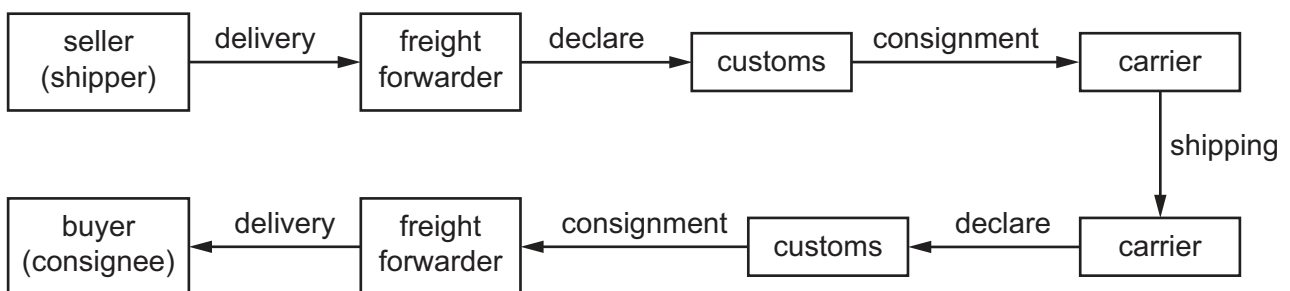 seller
(shipper)
delivery
freight
forwarder
declare
customs
consignment
carrier
shipping
buyer
(consignee)
delivery
freight
forwarder
consignment
customs
declare
carrier